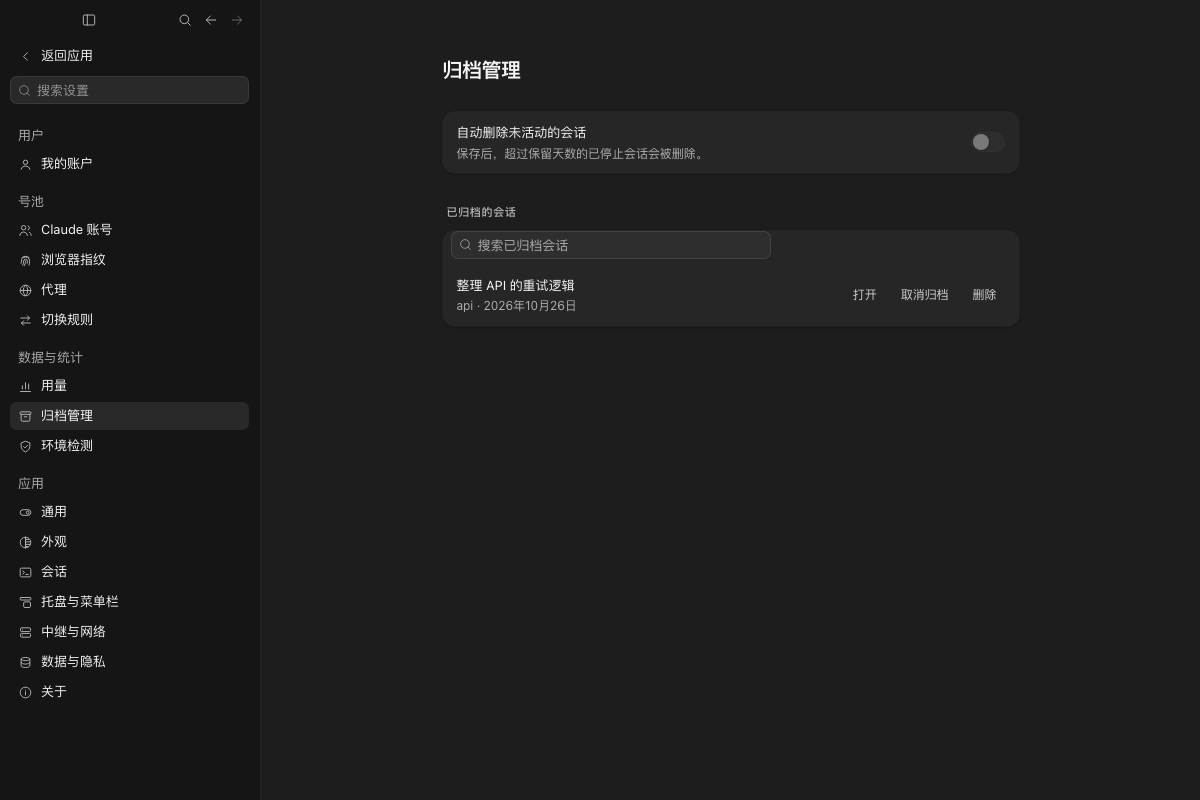 返回应用
搜索设置
用户
我的账户
号池
Claude 账号
浏览器指纹
代理
切换规则
数据与统计
用量
归档管理
环境检测
应用
通用
外观
会话
托盘与菜单栏
中继与网络
数据与隐私
关于
归档管理
自动删除未活动的会话
保存后，超过保留天数的已停止会话会被删除。
已归档的会话
搜索已归档会话
整理 API 的重试逻辑
api · 2026年10月26日
打开 取消归档 删除